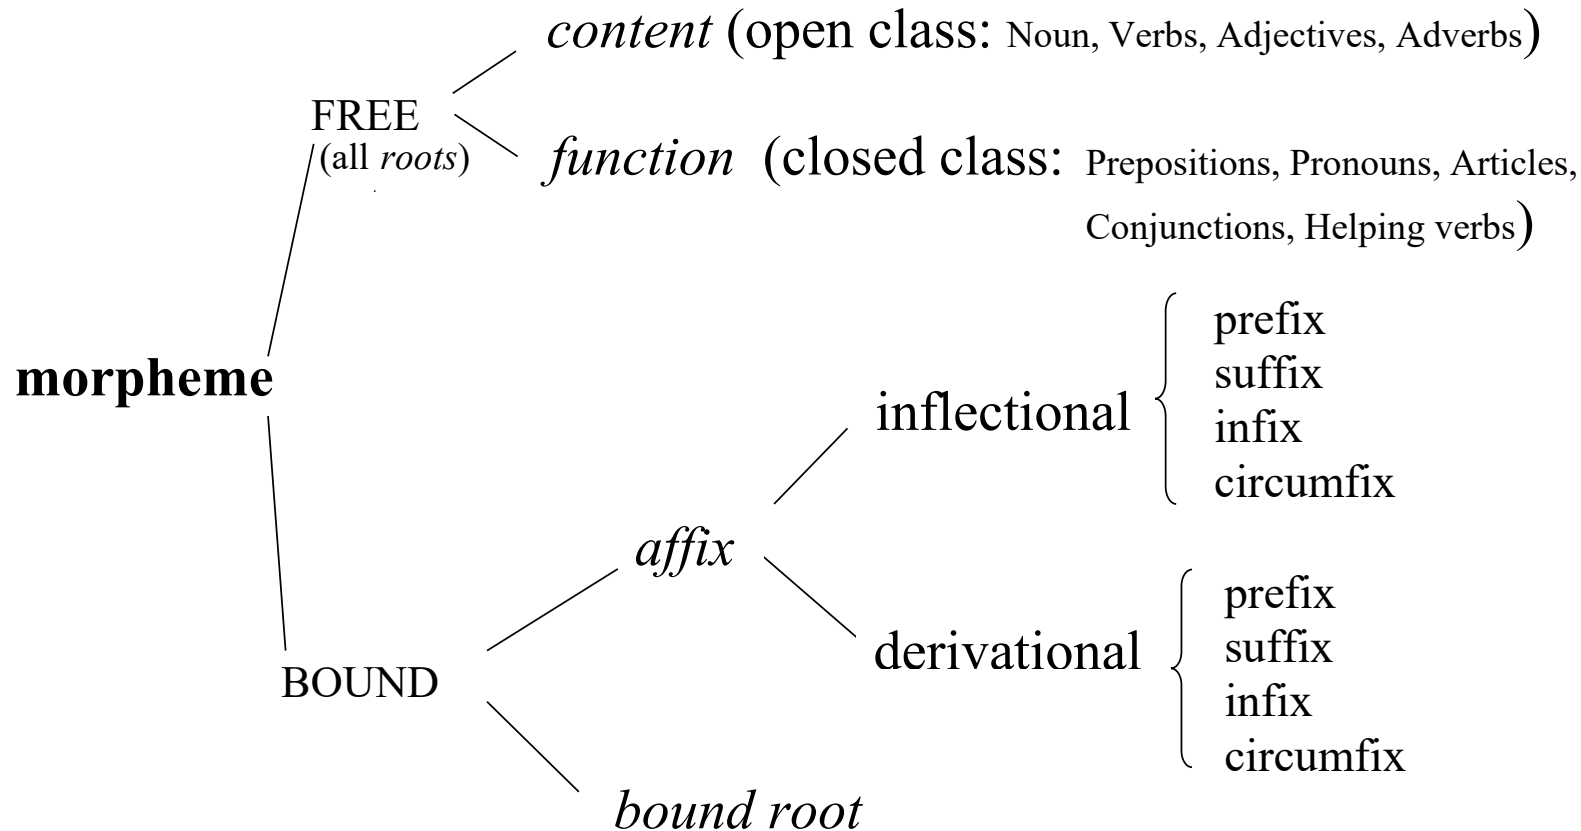 content (open class: Noun, Verbs, Adjectives, Adverbs)
FREE
(all roots)
function (closed class: Prepositions, Pronouns, Articles,
Conjunctions, Helping verbs)
morpheme
inflectional
prefix
suffix
infix
circumfix
affix
derivational
prefix
suffix
infix
circumfix
BOUND
bound root